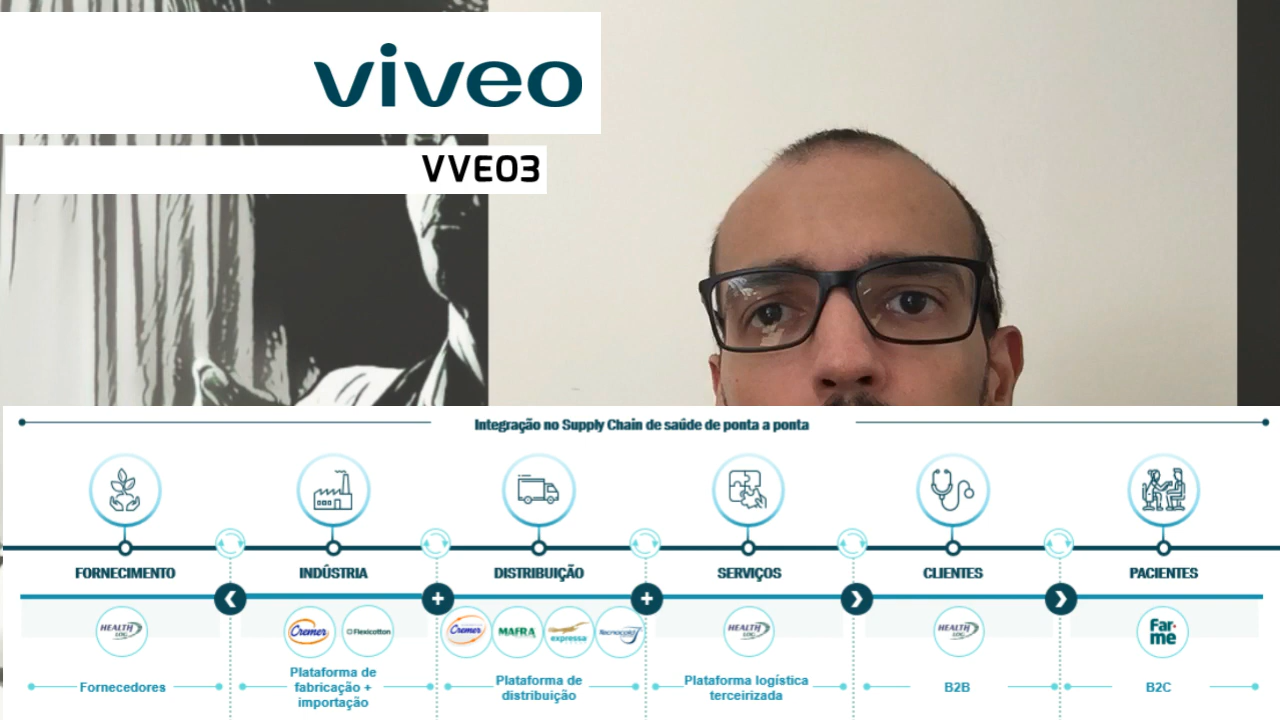 viveo
VVEO3
Integração no Supply Chain de saúde de ponta a ponta
FORNECIMENTO
INDÚSTRIA
DISTRIBUIÇÃO
SERVIÇOS
CLIENTES
PACIENTES
HEALTH
LOG
Cremer
Flexicotton
Cremer
MAFRA
expressa
Tecnocold
HEALTH
LOG
HEALTH
LOG
Far·
me
Fornecedores
Plataforma de
fabricação +
importação
Plataforma de
distribuição
Plataforma logística
terceirizada
B2B
B2C